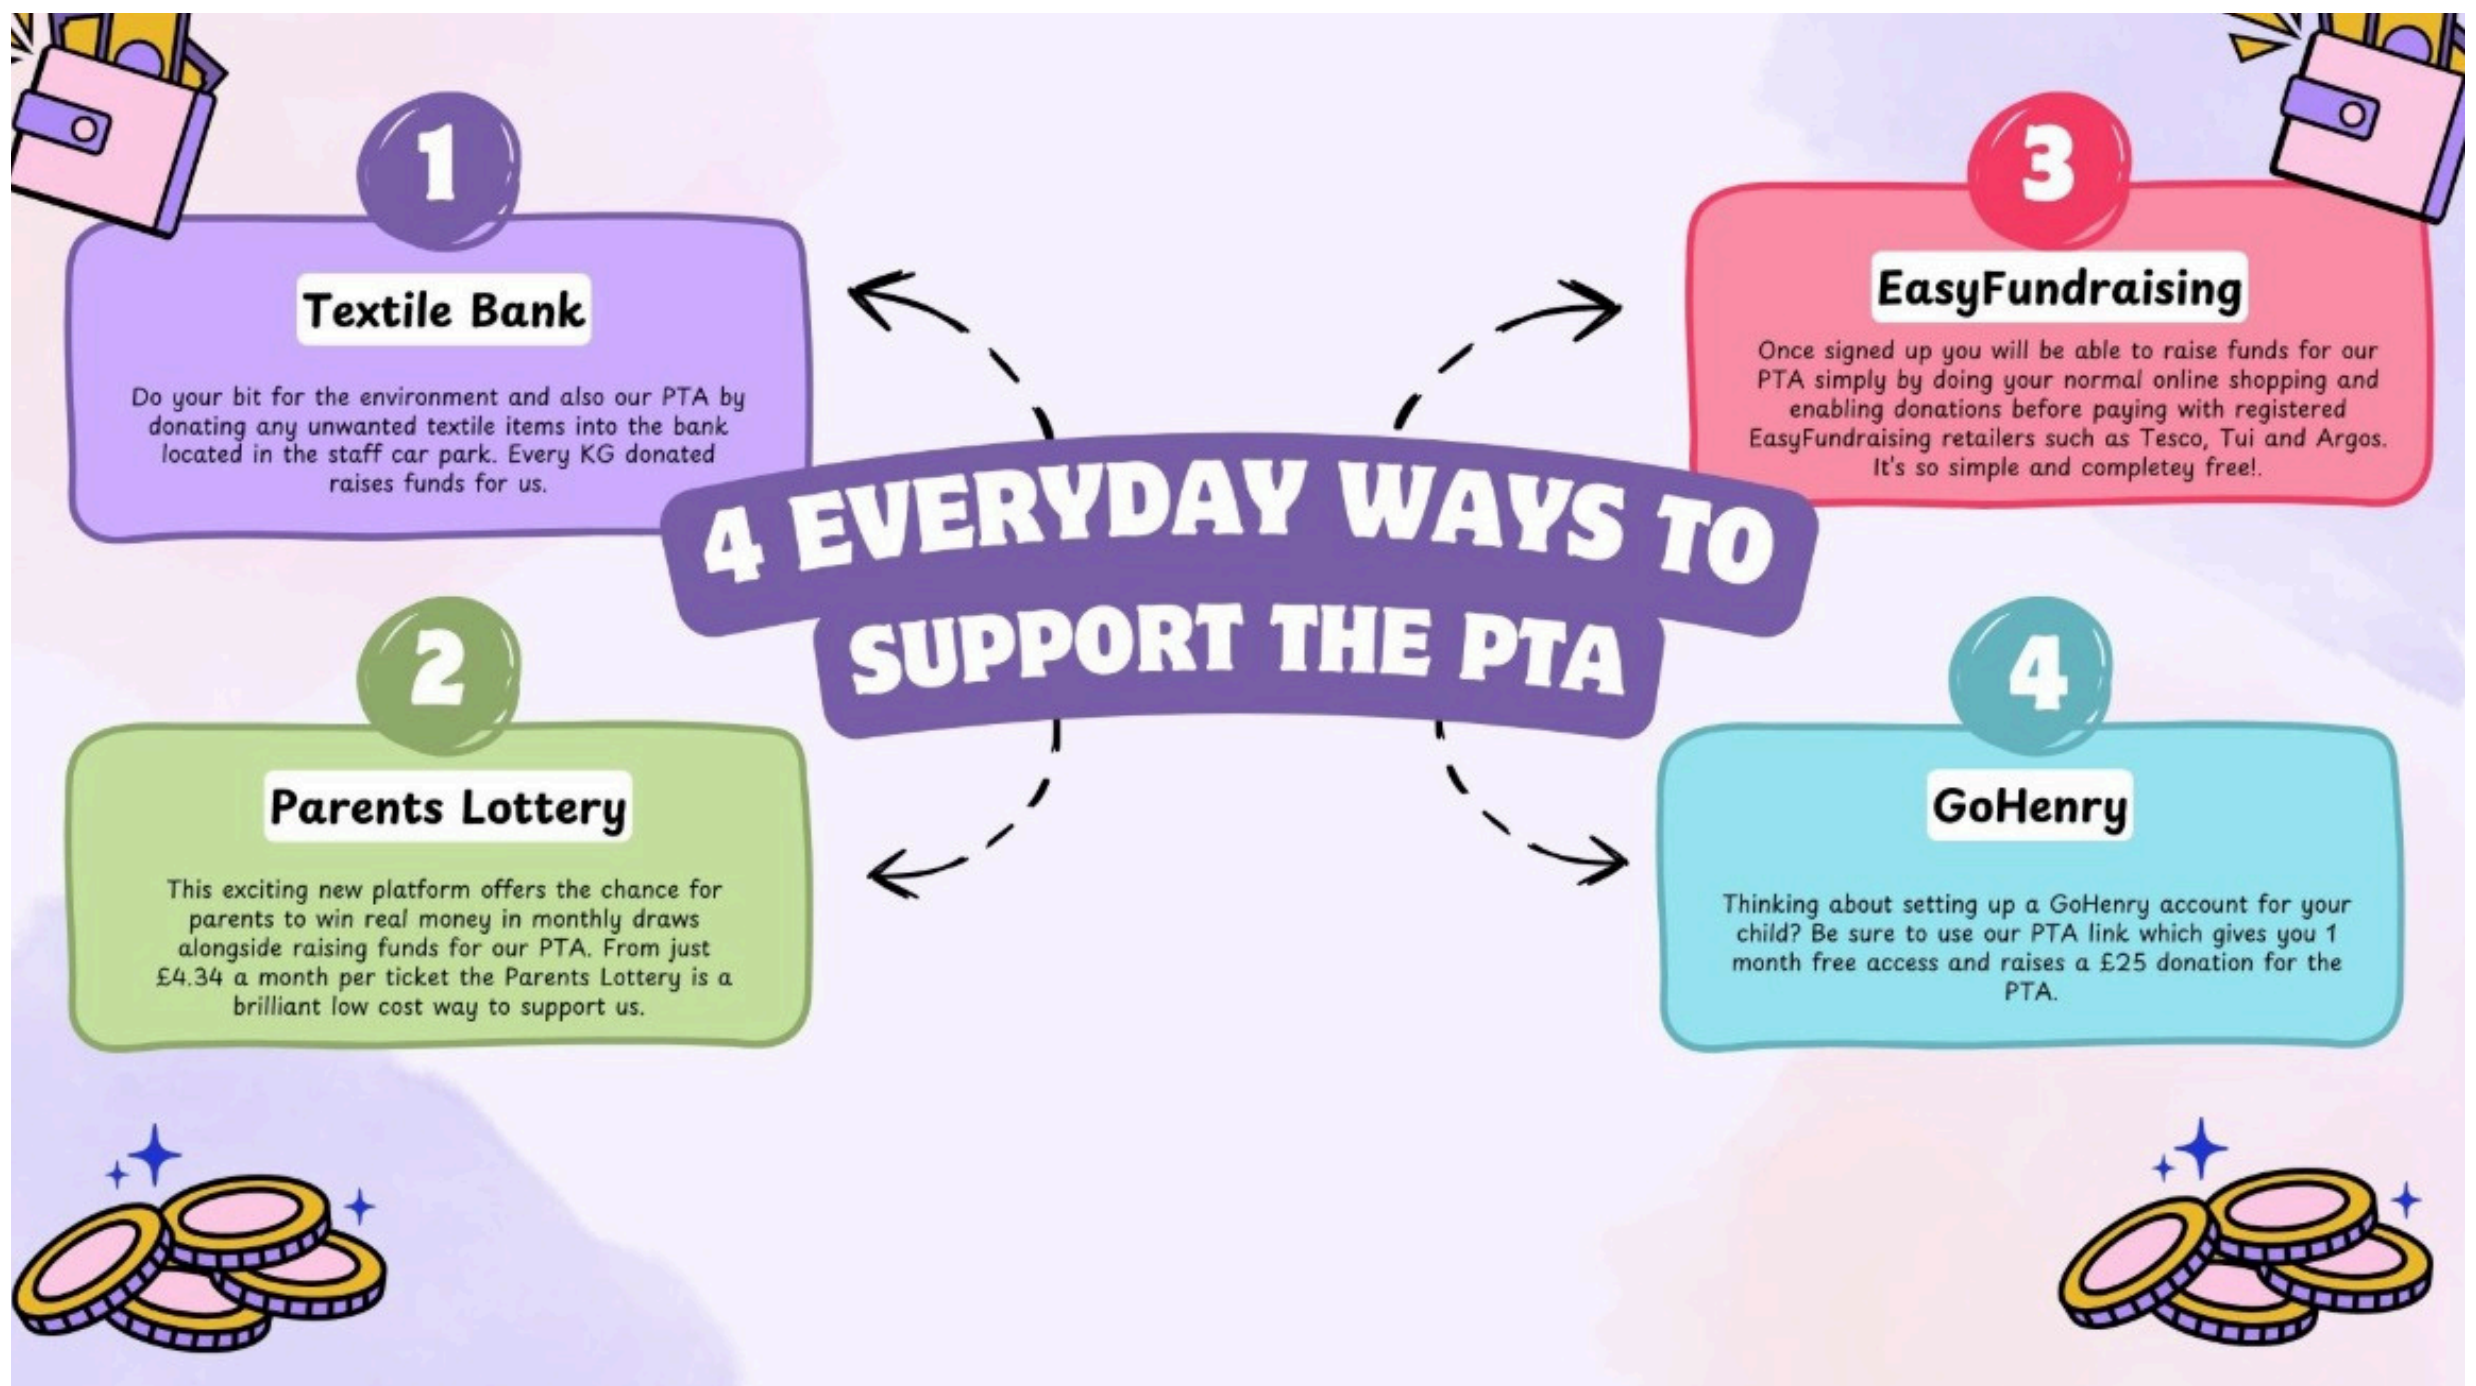 1
Textile Bank
Do your bit for the environment and also our PTA by
donating any unwanted textile items into the bank
located in the staff car park. Every KG donated
raises funds for us.
2
Parents Lottery
This exciting new platform offers the chance for
parents to win real money in monthly draws
alongside raising funds for our PTA. From just
£4.34 a month per ticket the Parents Lottery is a
brilliant low cost way to support us.
4 EVERYDAY WAYS TO
SUPPORT THE PTA
3
EasyFundraising
Once signed up you will be able to raise funds for our
PTA simply by doing your normal online shopping and
enabling donations before paying with registered
EasyFundraising retailers such as Tesco, Tui and Argos.
It's so simple and completey free!.
4
GoHenry
Thinking about setting up a GoHenry account for your
child? Be sure to use our PTA link which gives you 1
month free access and raises a £25 donation for the
PTA.